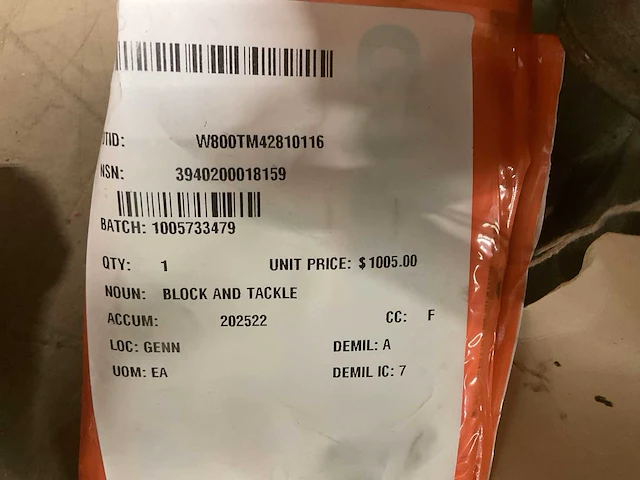 TID: W800TM42810116
NSN: 3940200018159
BATCH: 1005733479
QTY: 1 UNIT PRICE: $1005.00
NOUN: BLOCK AND TACKLE
ACCUM: 202522 CC: F
LOC: GENN DEMIL: A
UOM: EA DEMIL IC: 7